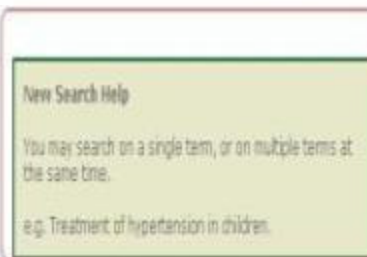 New Search Help
You may search on a single term, or on multiple terms at
the same time.
e.g. Treatment of hypertension in children.